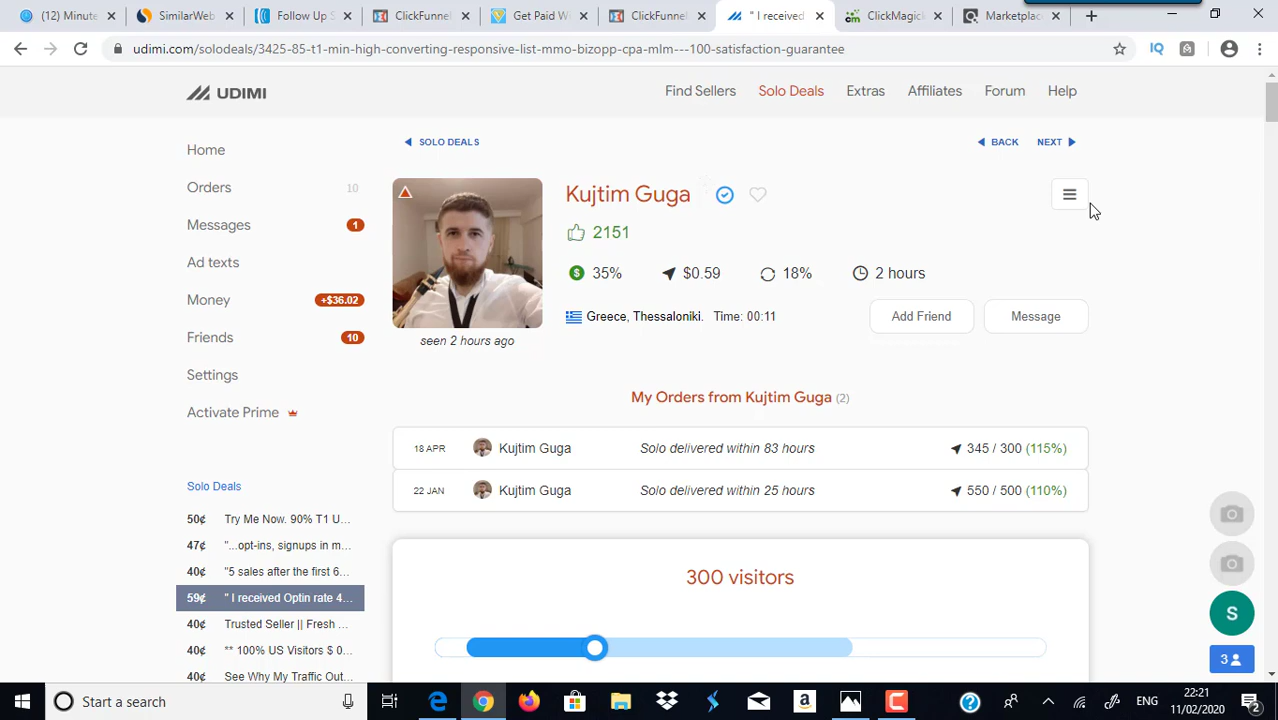 (12) Minute
SimilarWeb
Follow Up S
ClickFunnel
Get Paid Wi
ClickFunnel
" I received
ClickMagick
Marketplac
udimi.com/solodeals/3425-85-t1-min-high-converting-responsive-list-mmo-bizopp-cpa-mlm---100-satisfaction-guarantee
UDIMI
Find Sellers Solo Deals Extras Affiliates Forum Help
SOLO DEALS BACK NEXT
Home
Orders 10
Messages 1
Ad texts
Money +$36.02
Friends 10
Settings
Activate Prime
Kujtim Guga
2151
35% $0.59 18% 2 hours
Greece, Thessaloniki. Time: 00:11
Add Friend Message
seen 2 hours ago
My Orders from Kujtim Guga (2)
18 APR Kujtim Guga Solo delivered within 83 hours 345 / 300 (115%)
22 JAN Kujtim Guga Solo delivered within 25 hours 550 / 500 (110%)
Solo Deals
50¢ Try Me Now. 90% T1 U...
47¢ "...opt-ins, signups in m...
40¢ "5 sales after the first 6...
59¢ " I received Optin rate 4...
40¢ Trusted Seller || Fresh ...
40¢ ** 100% US Visitors $ 0...
40¢ See Why My Traffic Out...
300 visitors
S
3
Start a search
ENG
22:21
11/02/2020
2